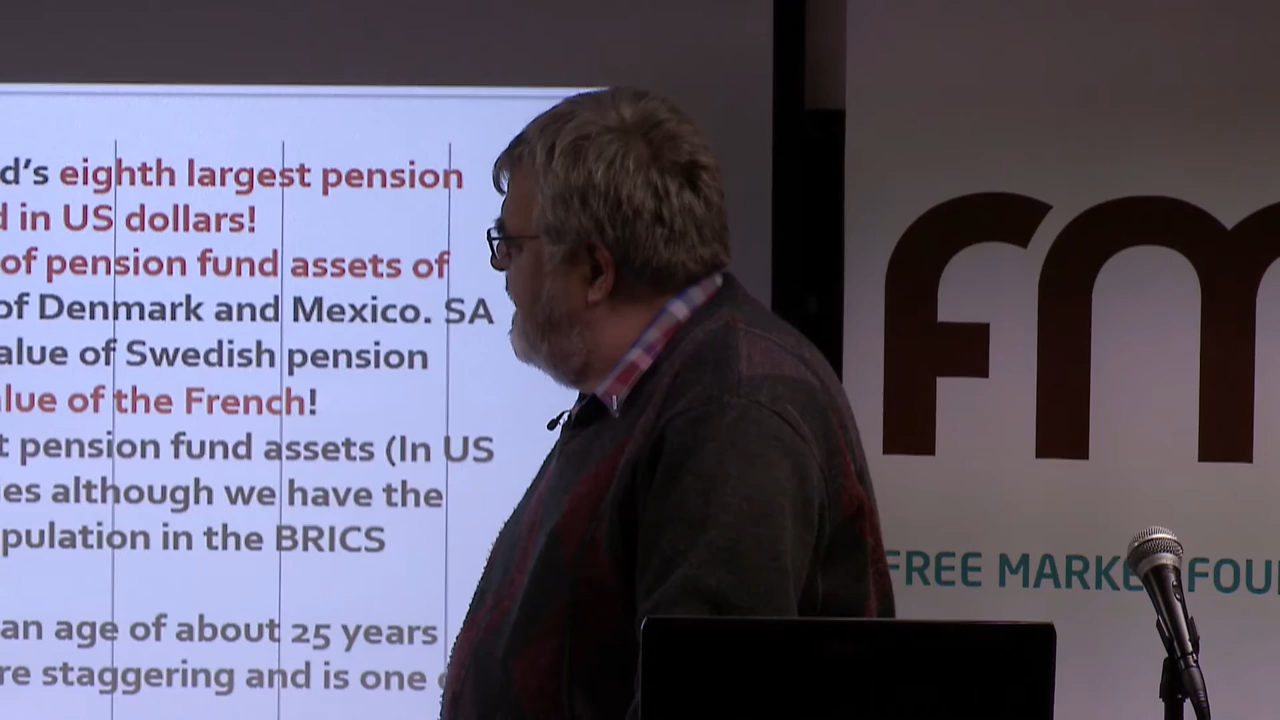 d's eighth largest pension
d in US dollars!
of pension fund assets of
of Denmark and Mexico. SA
alue of Swedish pension
lue of the French!
t pension fund assets (In US
es although we have the
pulation in the BRICS
an age of about 25 years
re staggering and is one
fm
FREE MARKE FOU